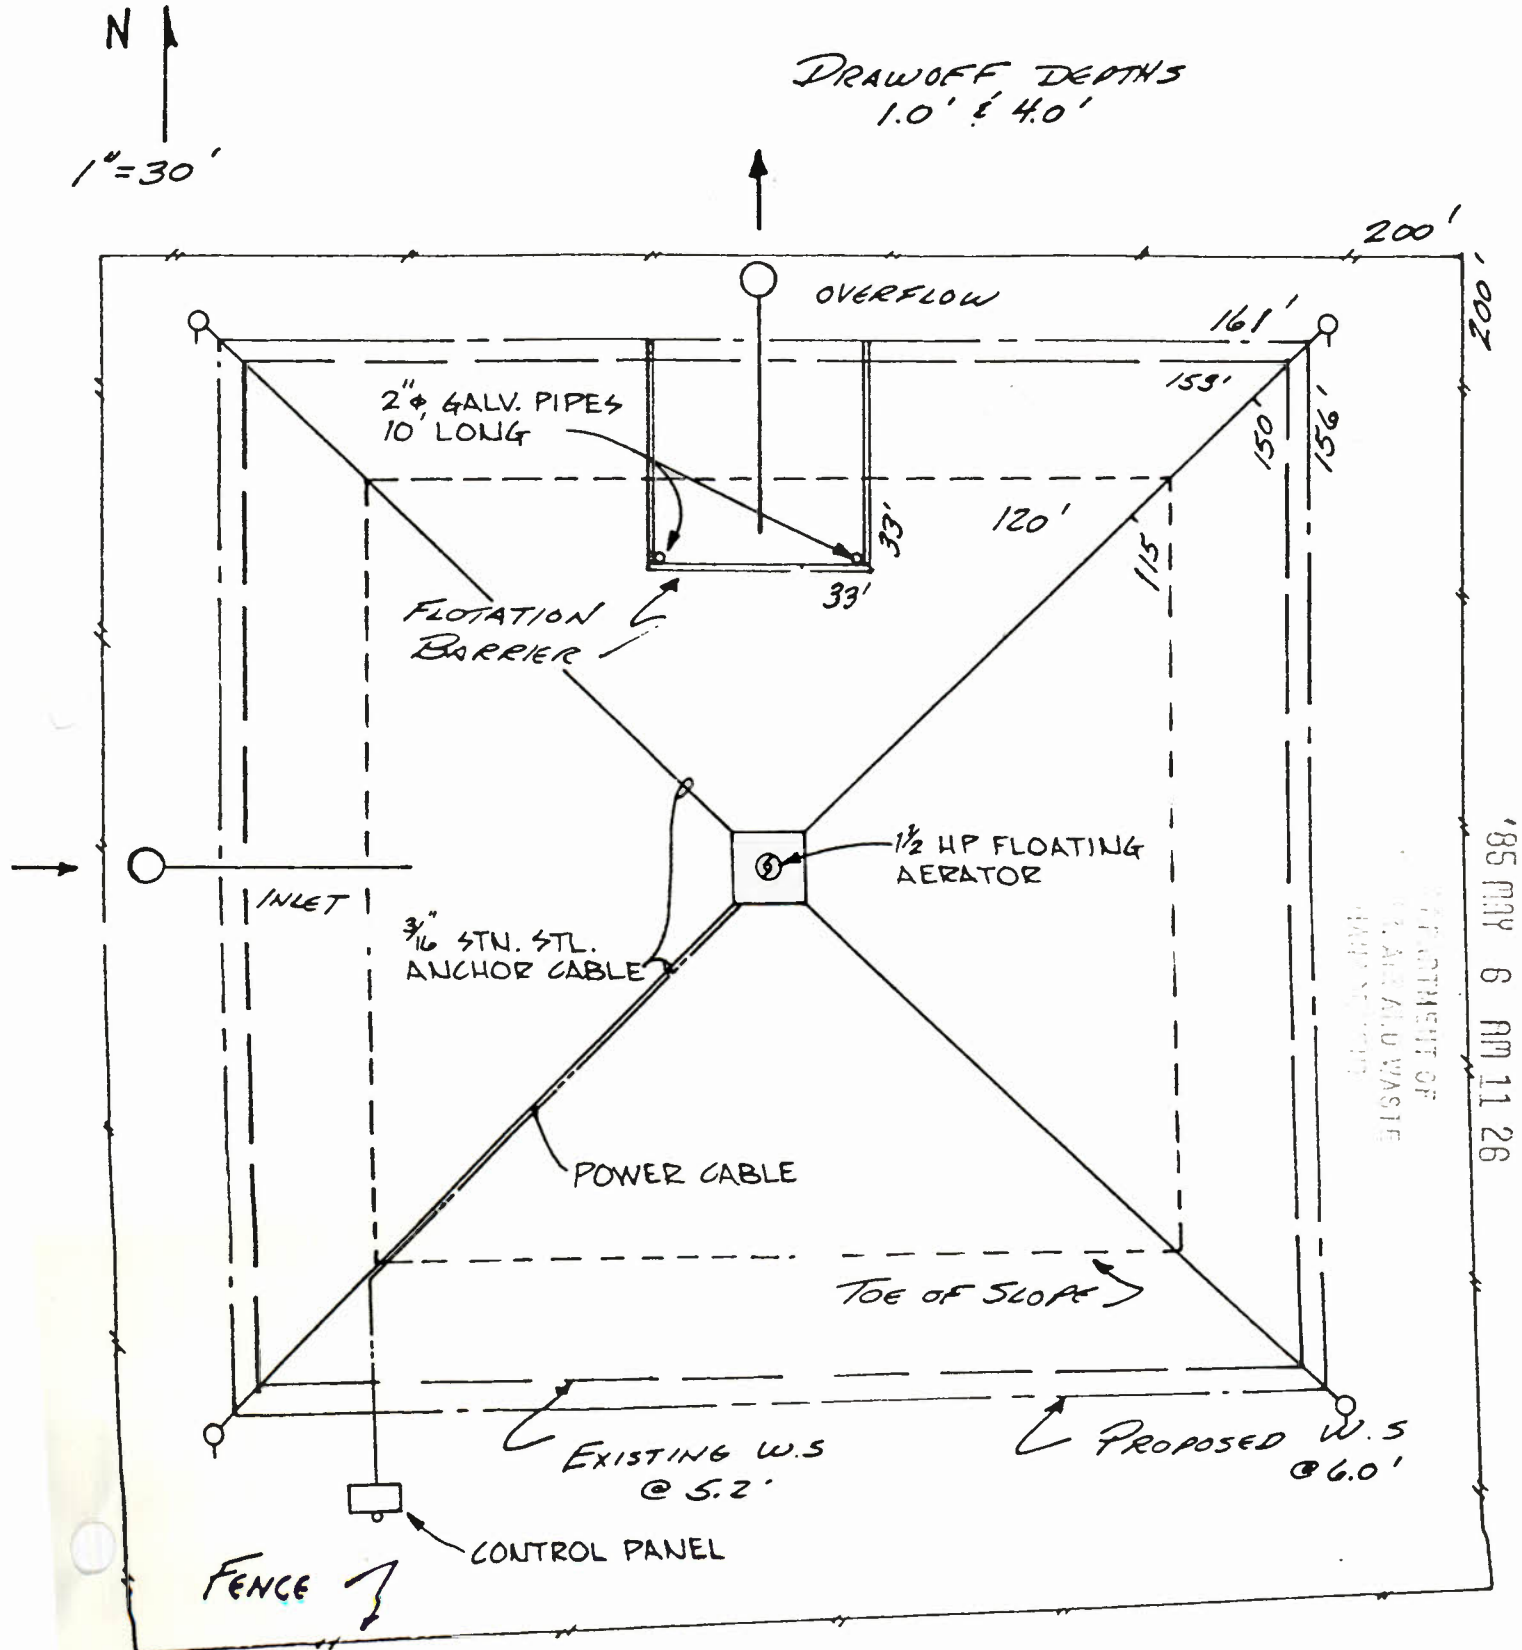 N
1"=30'
DRAWOFF DEPTHS
1.0' & 4.0'
200'
200'
OVERFLOW
161'
153'
150'
156'
2"ϕ GALV. PIPES
10' LONG
120'
115'
33'
33'
FLOTATION
BARRIER
1½ HP FLOATING
AERATOR
INLET
3/16" STN. STL.
ANCHOR CABLE
POWER CABLE
TOE OF SLOPE
EXISTING W.S
@ 5.2'
PROPOSED W.S
@ 6.0'
CONTROL PANEL
FENCE
'85 MAY 6 AM 11 26
OF
WASTE